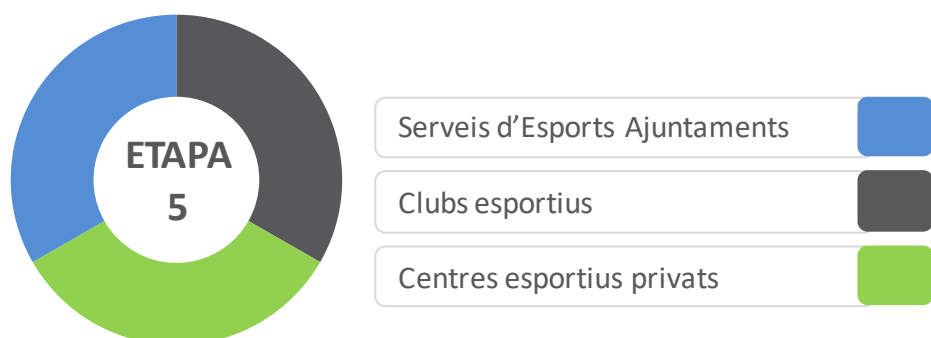 ETAPA
5
Serveis d’Esports Ajuntaments
Clubs esportius
Centres esportius privats